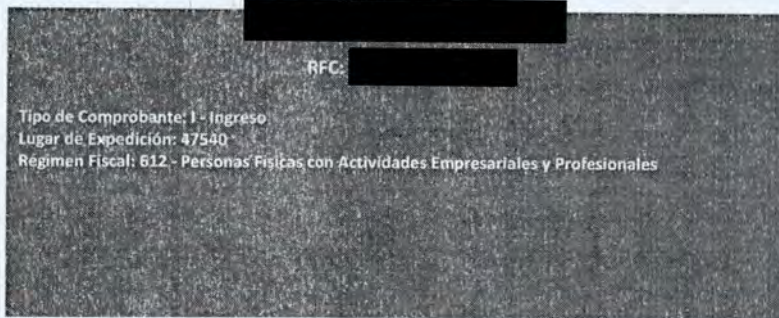 RFC:
Tipo de Comprobante: I - Ingreso
Lugar de Expedición: 47540
Régimen Fiscal: 612 - Personas Físicas con Actividades Empresariales y Profesionales